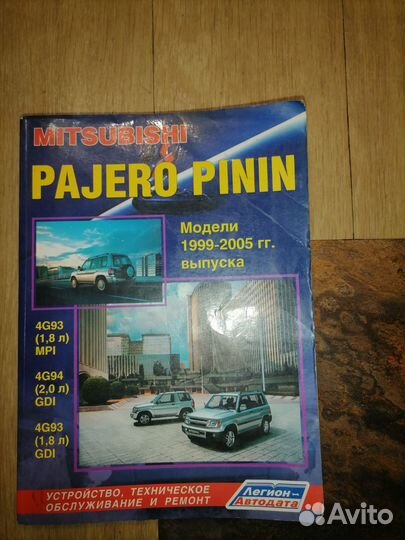 MITSUBISHI
PAJERO PININ
Модели
1999-2005 гг.
выпуска
4G93
(1,8 л)
MPI
4G94
(2,0 л)
GDI
4G93
(1,8 л)
GDI
УСТРОЙСТВО, ТЕХНИЧЕСКОЕ
ОБСЛУЖИВАНИЕ И РЕМОНТ
Легион
Автодата
Avito